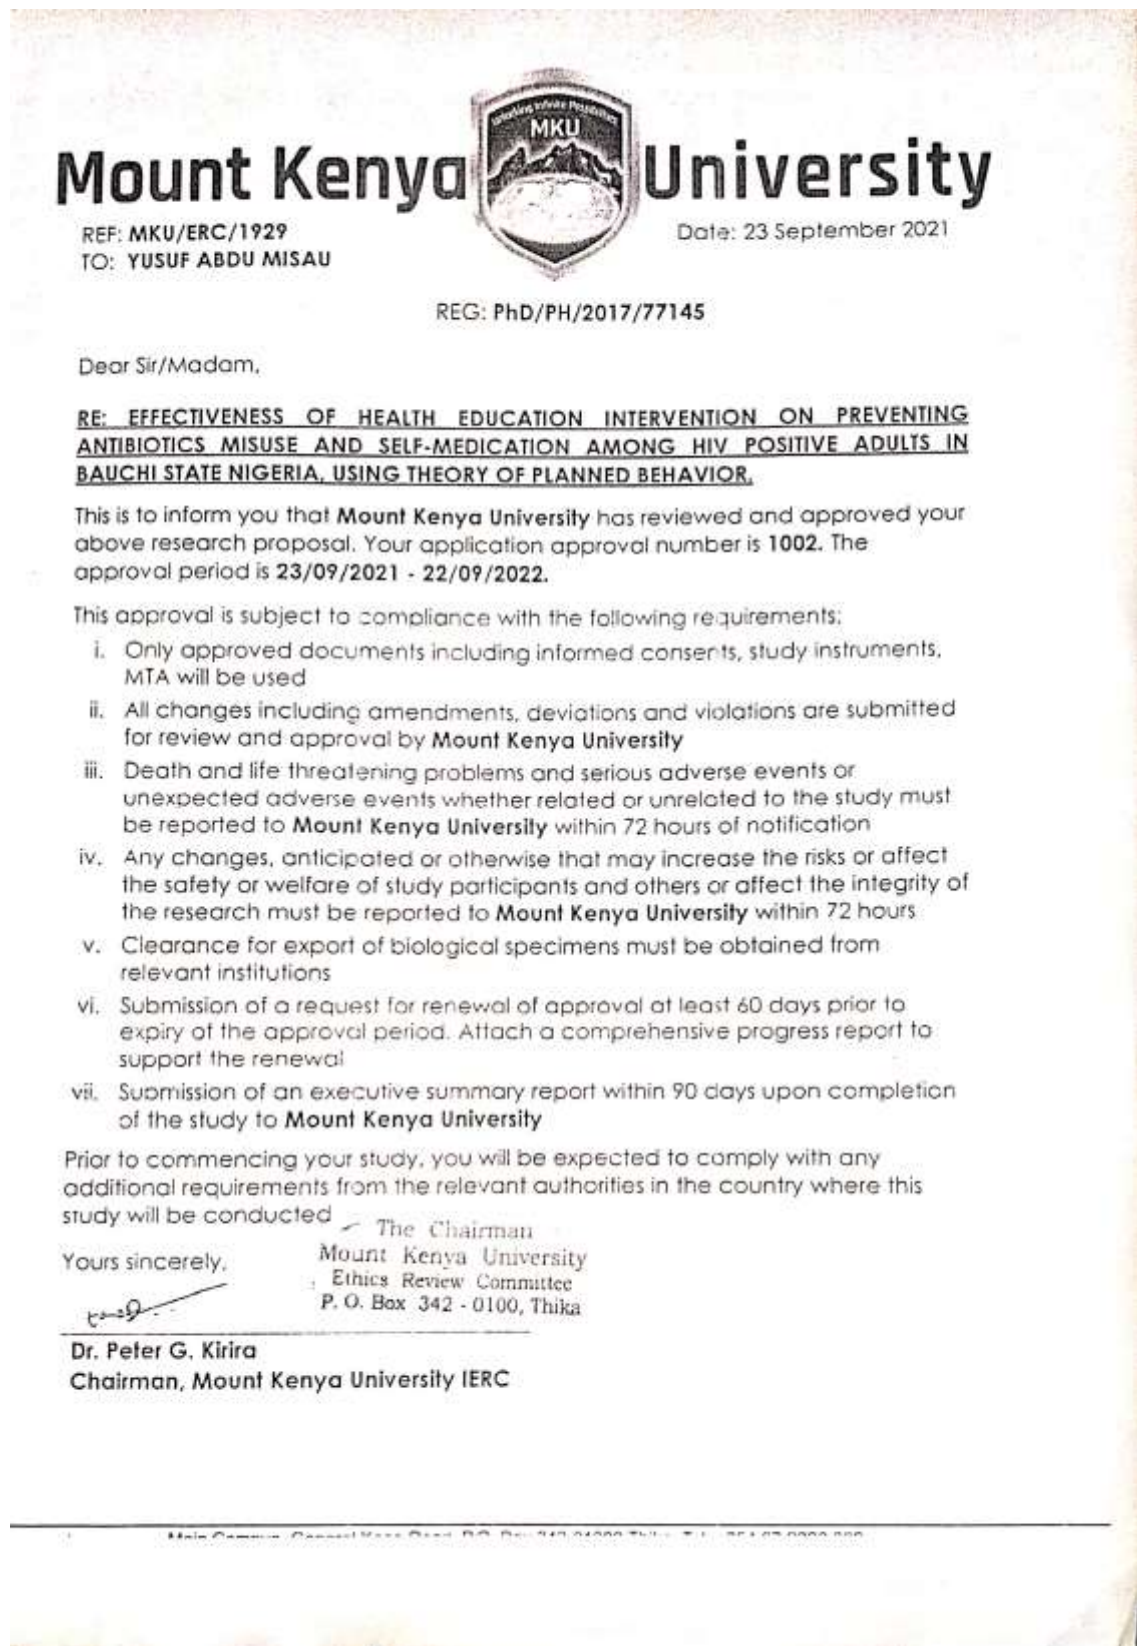 Unlocking Infinite Possibilities
MKU
Mount Kenya University
REF: MKU/ERC/1929
Date: 23 September 2021
TO: YUSUF ABDU MISAU
REG: PhD/PH/2017/77145
Dear Sir/Madam,
RE: EFFECTIVENESS OF HEALTH EDUCATION INTERVENTION ON PREVENTING
ANTIBIOTICS MISUSE AND SELF-MEDICATION AMONG HIV POSITIVE ADULTS IN
BAUCHI STATE NIGERIA, USING THEORY OF PLANNED BEHAVIOR.
This is to inform you that Mount Kenya University has reviewed and approved your
above research proposal. Your application approval number is 1002. The
approval period is 23/09/2021 - 22/09/2022.
This approval is subject to compliance with the following requirements;
i. Only approved documents including informed consents, study instruments,
MTA will be used
ii. All changes including amendments, deviations and violations are submitted
for review and approval by Mount Kenya University
iii. Death and life threatening problems and serious adverse events or
unexpected adverse events whether related or unrelated to the study must
be reported to Mount Kenya University within 72 hours of notification
iv. Any changes, anticipated or otherwise that may increase the risks or affect
the safety or welfare of study participants and others or affect the integrity of
the research must be reported to Mount Kenya University within 72 hours
v. Clearance for export of biological specimens must be obtained from
relevant institutions
vi. Submission of a request for renewal of approval at least 60 days prior to
expiry of the approval period. Attach a comprehensive progress report to
support the renewal
vii. Submission of an executive summary report within 90 days upon completion
of the study to Mount Kenya University
Prior to commencing your study, you will be expected to comply with any
additional requirements from the relevant authorities in the country where this
study will be conducted
The Chairman
Mount Kenya University
Ethics Review Committee
P. O. Box 342 - 0100, Thika
Yours sincerely,
Dr. Peter G. Kirira
Chairman, Mount Kenya University IERC